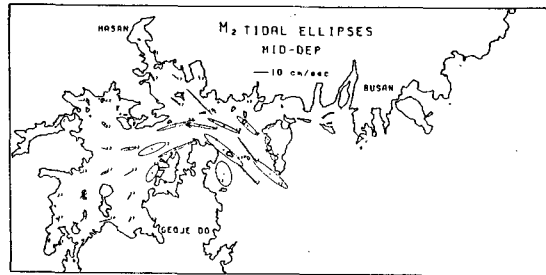 MASAN
M₂ TIDAL ELLIPSES
MID-DEP
10 cm/sec
BUSAN
GEOJE DO